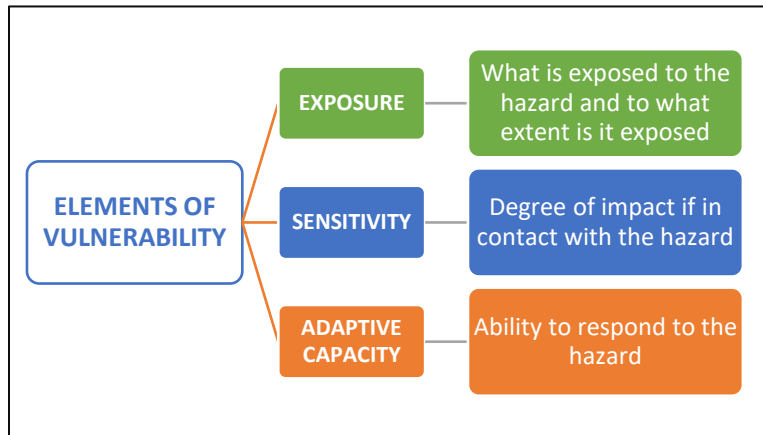 ELEMENTS OF
VULNERABILITY
EXPOSURE
What is exposed to the
hazard and to what
extent is it exposed
SENSITIVITY
Degree of impact if in
contact with the hazard
ADAPTIVE
CAPACITY
Ability to respond to the
hazard